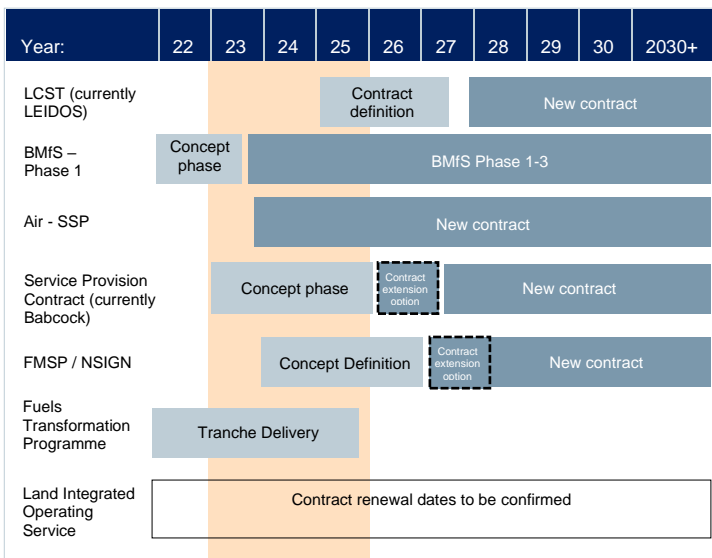 Year: 22 23 24 25 26 27 28 29 30 2030+
LCST (currently
LEIDOS)
Contract
definition
New contract
BMfS –
Phase 1
Concept
phase
BMfS Phase 1-3
Air - SSP
New contract
Service Provision
Contract (currently
Babcock)
Concept phase
Contract
extension
option
New contract
FMSP / NSIGN
Concept Definition
Contract
extension
option
New contract
Fuels
Transformation
Programme
Tranche Delivery
Land Integrated
Operating
Service
Contract renewal dates to be confirmed